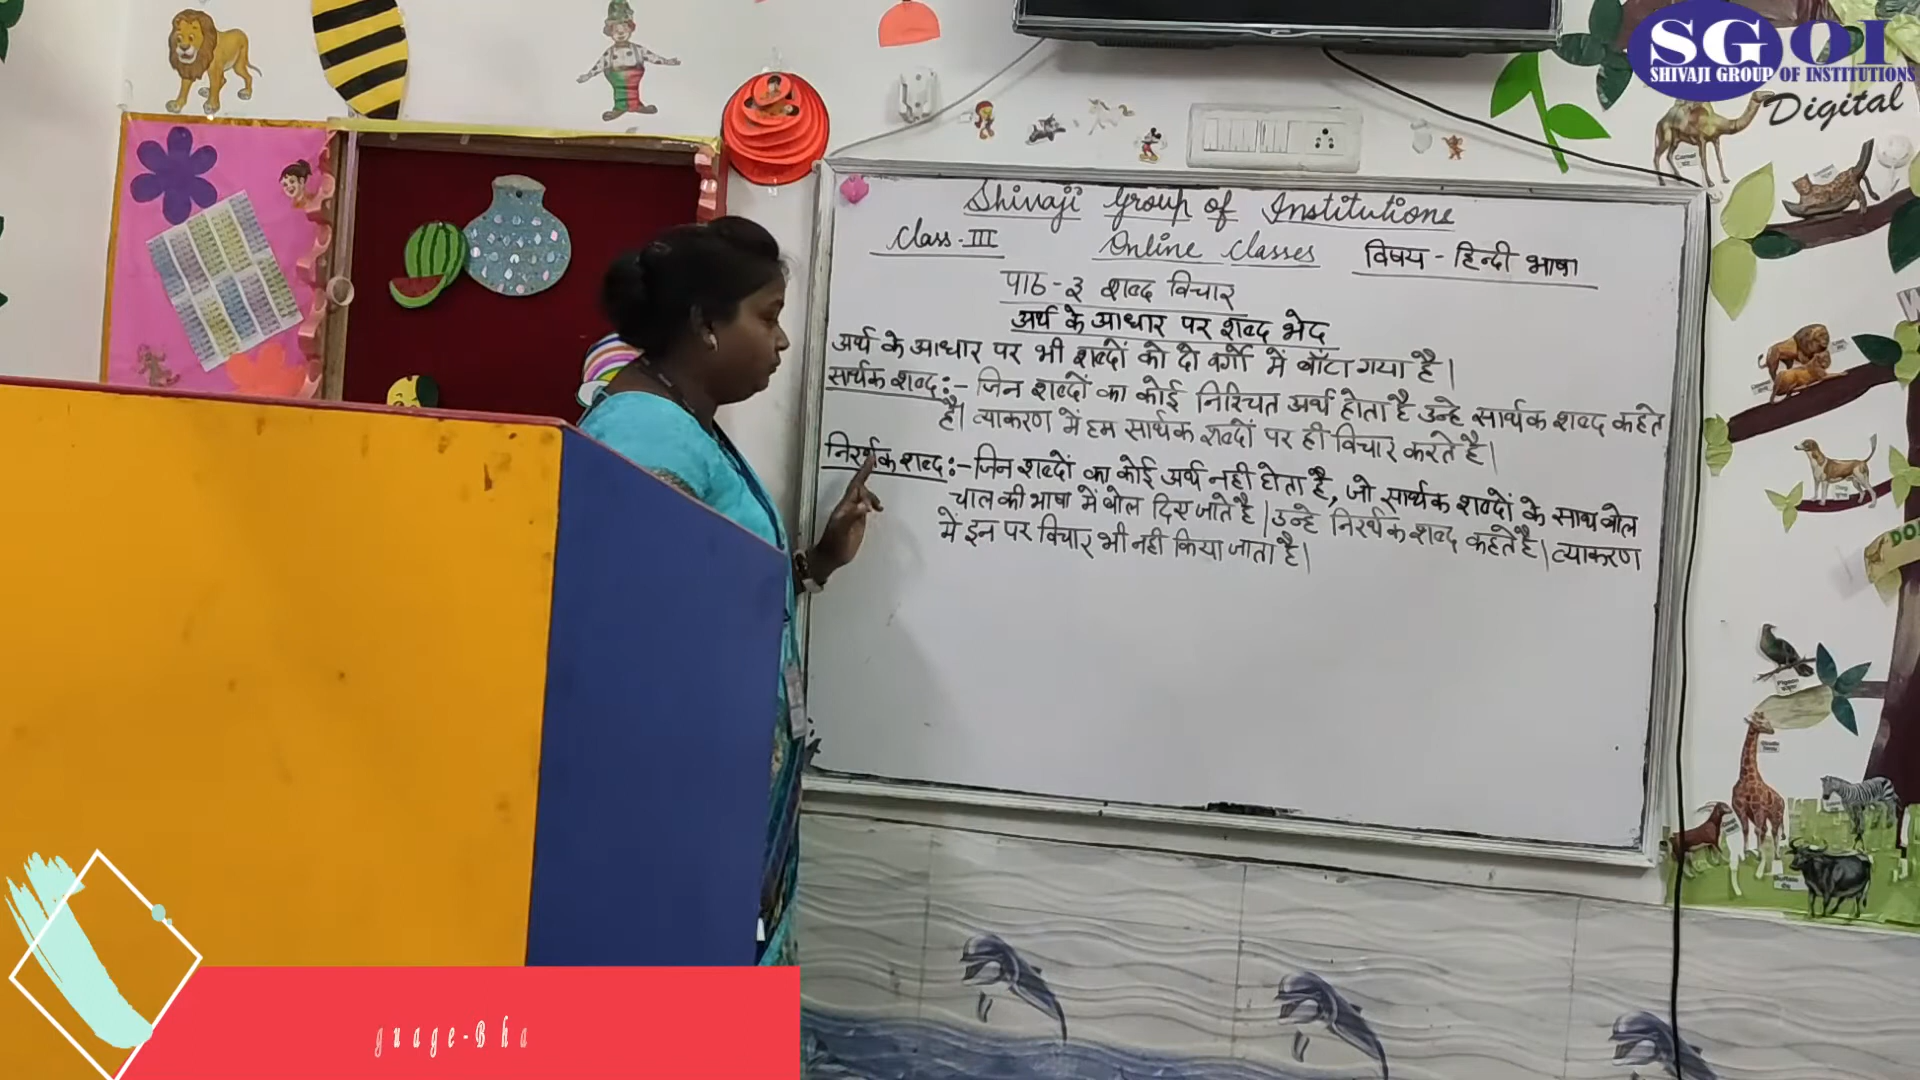 SGOI
SHIVAJI GROUP OF INSTITUTIONS
Digital
Shivaji Group of Institutions
Class-III
Online Classes
विषय - हिन्दी भाषा
पाठ-३ शब्द विचार
अर्थ के आधार पर शब्द भेद
अर्थ के आधार पर भी शब्दों को दो वर्गो में बाँटा गया है।
सार्थक शब्द :- जिन शब्दों का कोई निश्चित अर्थ होता है उन्हे सार्थक शब्द कहते
है। व्याकरण में हम सार्थक शब्दों पर ही विचार करते है।
निरर्थक शब्द :- जिन शब्दों का कोई अर्थ नही होता है, जो सार्थक शब्दों के साथ बोल
चाल की भाषा में बोल दिए जाते है। उन्हे निरर्थक शब्द कहते है। व्याकरण
में इन पर विचार भी नही किया जाता है।
guage-Bha